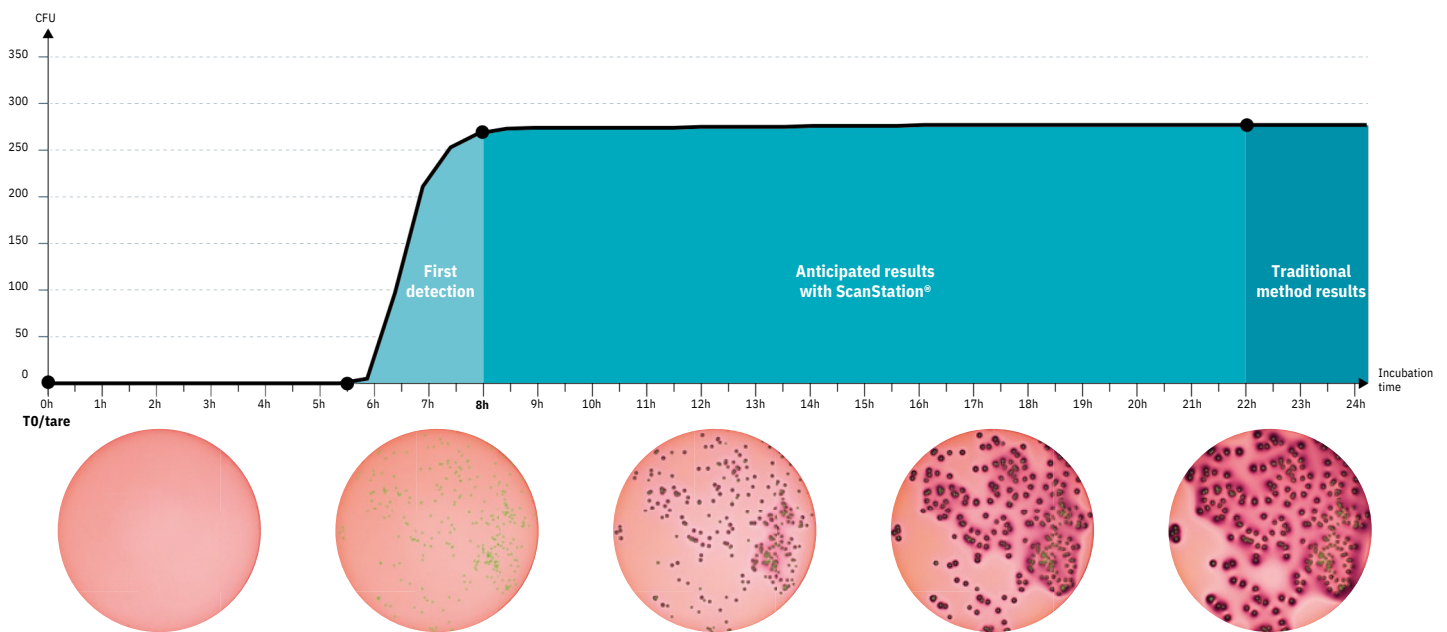 CFU
350
300
250
200
150
100
50
0
First
detection
Anticipated results
with ScanStation®
Traditional
method results
Incubation
time
0h 1h 2h 3h 4h 5h 6h 7h 8h 9h 10h 11h 12h 13h 14h 15h 16h 17h 18h 19h 20h 21h 22h 23h 24h
T0/tare